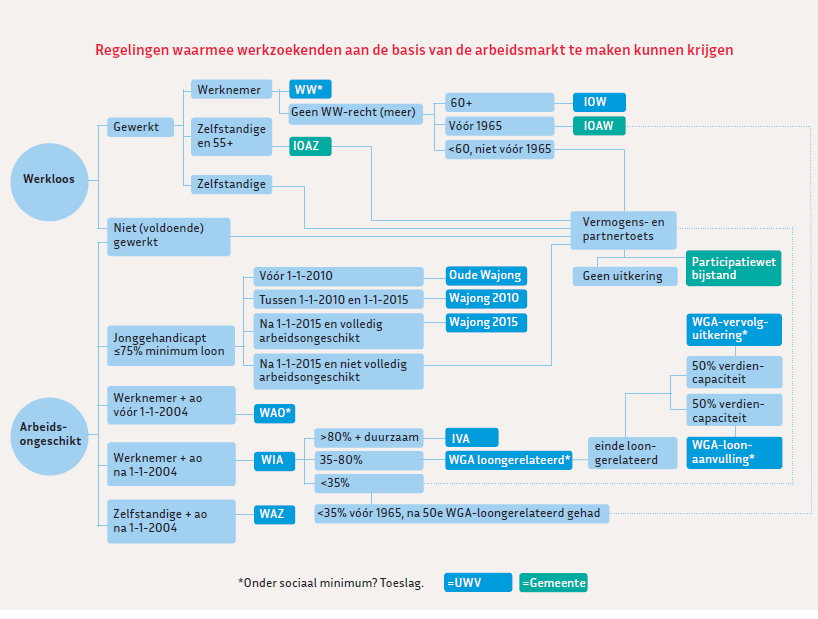 Regelingen waarmee werkzoekenden aan de basis van de arbeidsmarkt te maken kunnen krijgen
Werkloos
Gewerkt
Werknemer
WW*
Geen WW-recht (meer)
60+
IOW
Vóór 1965
IOAW
<60, niet vóór 1965
Zelfstandige
en 55+
IOAZ
Zelfstandige
Niet (voldoende)
gewerkt
Vermogens- en
partnertoets
Geen uitkering
Participatiewet
bijstand
Jonggehandicapt
≤75% minimum loon
Vóór 1-1-2010
Oude Wajong
Tussen 1-1-2010 en 1-1-2015
Wajong 2010
Na 1-1-2015 en volledig
arbeidsongeschikt
Wajong 2015
Na 1-1-2015 en niet volledig
arbeidsongeschikt
Arbeids-
ongeschikt
Werknemer + ao
vóór 1-1-2004
WAO*
Werknemer + ao
na 1-1-2004
WIA
>80% + duurzaam
IVA
35-80%
WGA loongerelateerd*
<35%
einde loon-
gerelateerd
WGA-vervolg-
uitkering*
50% verdien-
capaciteit
50% verdien-
capaciteit
WGA-loon-
aanvulling*
Zelfstandige + ao
na 1-1-2004
WAZ
<35% vóór 1965, na 50e WGA-loongerelateerd gehad
*Onder sociaal minimum? Toeslag.
=UWV
=Gemeente